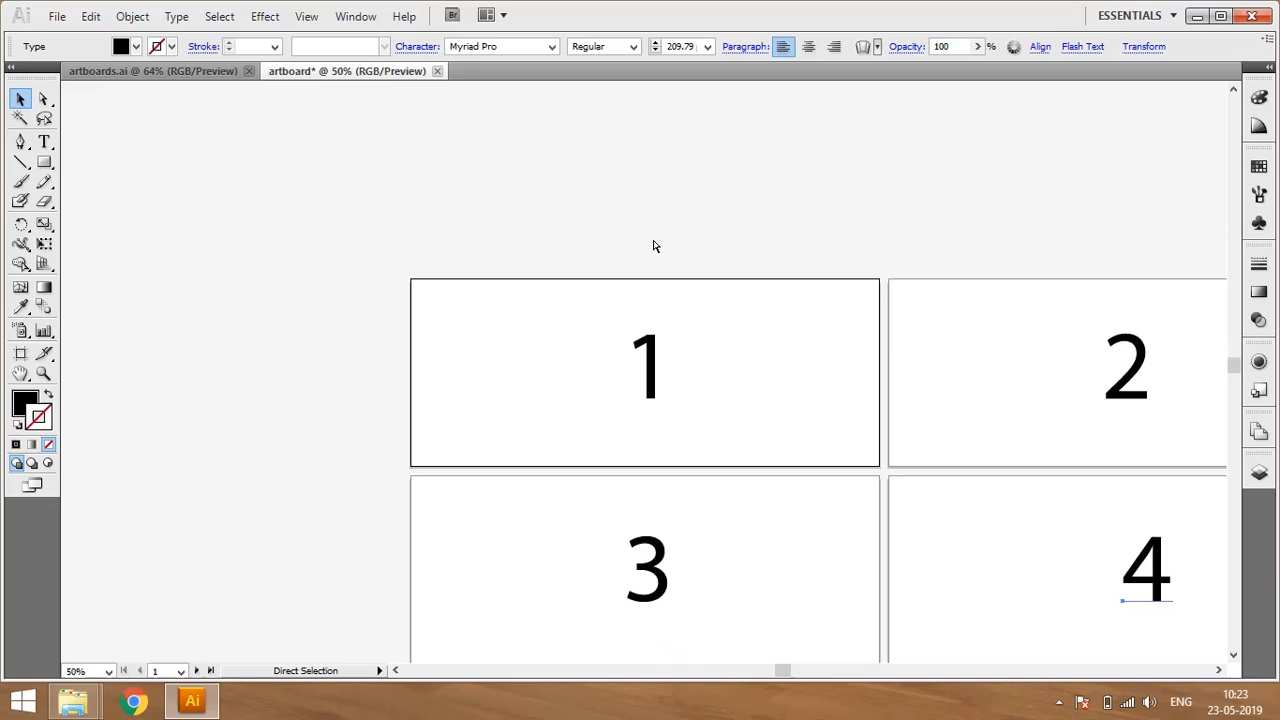 Ai File Edit Object Type Select Effect View Window Help Br ESSENTIALS
Type Stroke: Character: Myriad Pro Regular 209.79 Paragraph: Opacity: 100 % Align Flash Text Transform
artboards.ai @ 64% (RGB/Preview) artboard* @ 50% (RGB/Preview)
T
1 2
3 4
50% 1 Direct Selection
Ai ENG 10:23
23-05-2019